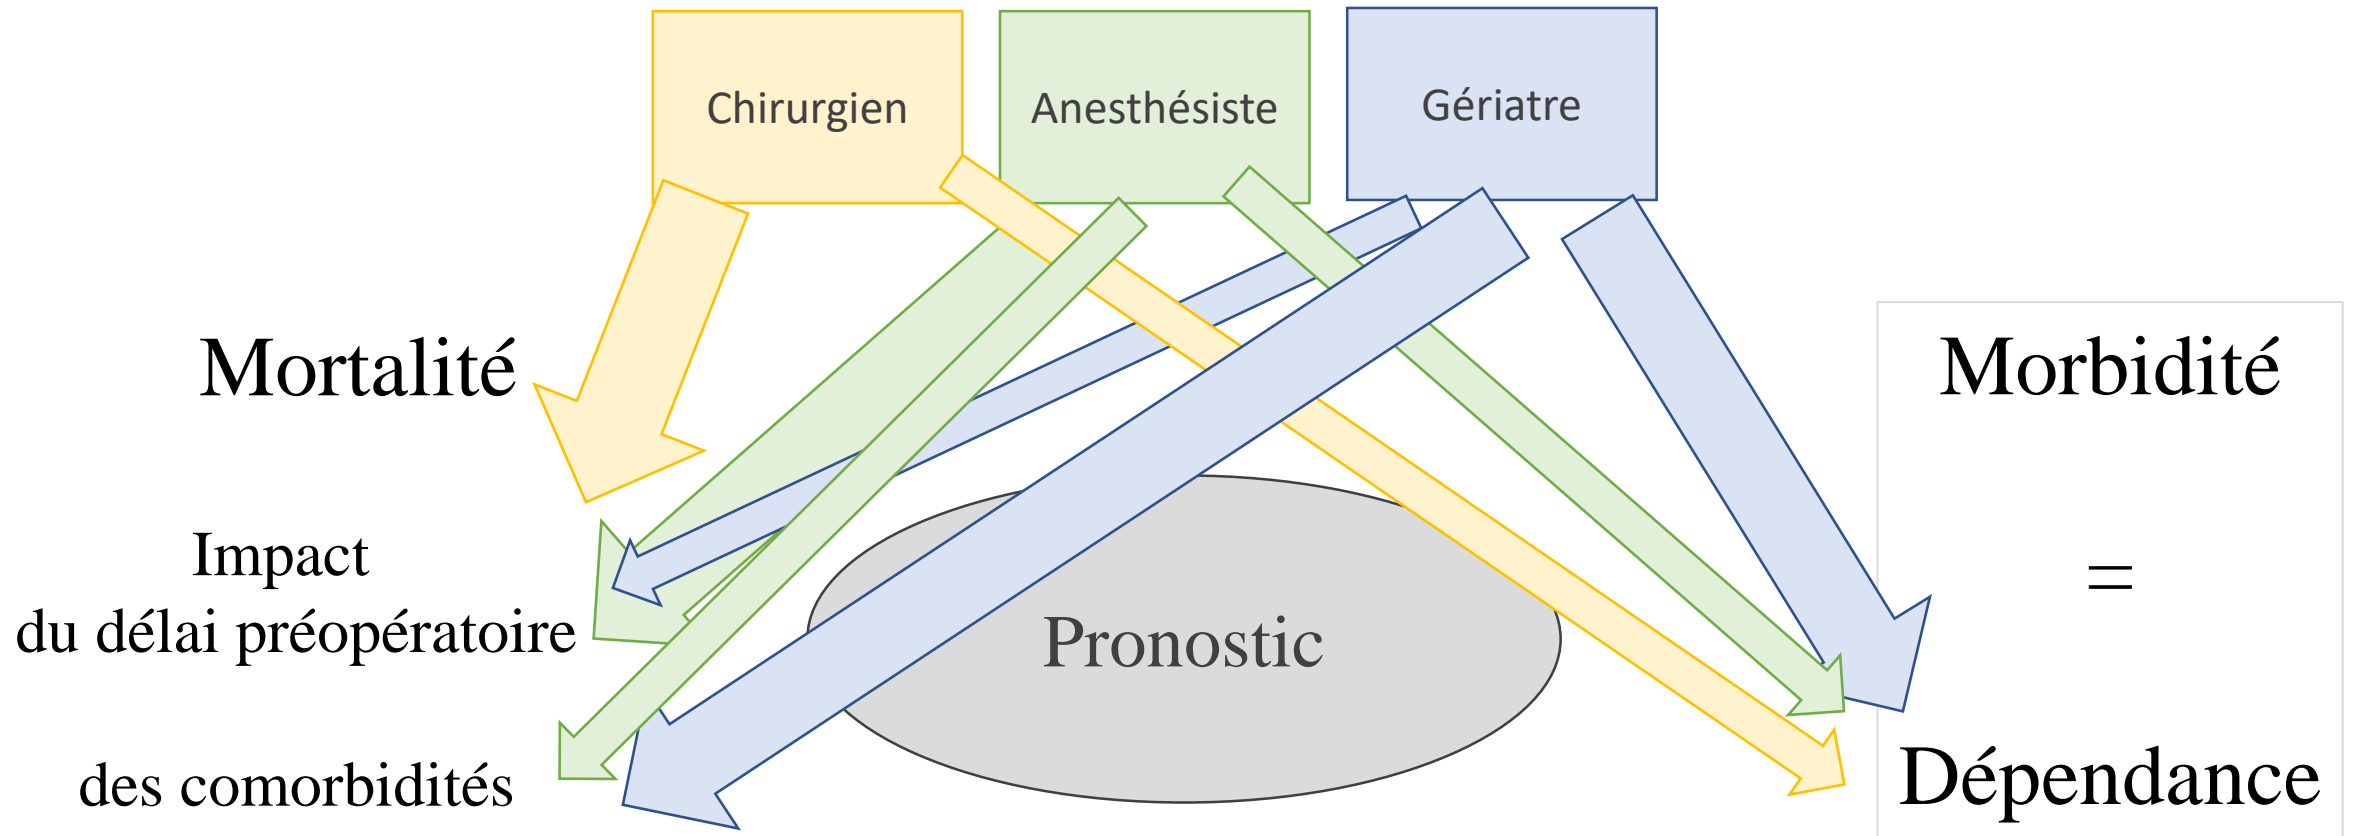 Chirurgien
Anesthésiste
Gériatre
Mortalité
Impact
du délai préopératoire
des comorbidités
Pronostic
Morbidité
=
Dépendance